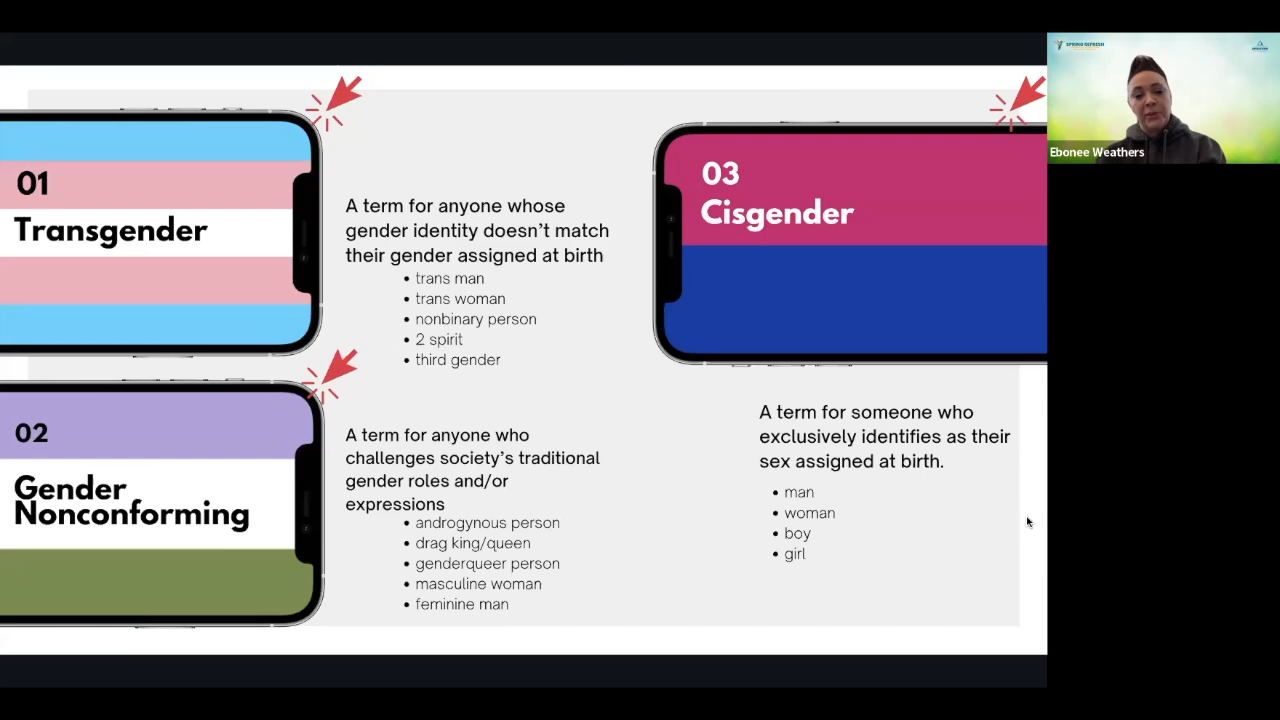 01
Transgender
A term for anyone whose
gender identity doesn't match
their gender assigned at birth
• trans man
• trans woman
• nonbinary person
• 2 spirit
• third gender
02
Gender
Nonconforming
A term for anyone who
challenges society's traditional
gender roles and/or
expressions
• androgynous person
• drag king/queen
• genderqueer person
• masculine woman
• feminine man
03
Cisgender
A term for someone who
exclusively identifies as their
sex assigned at birth.
• man
• woman
• boy
• girl
SPRING REFRESH
Ebonee Weathers